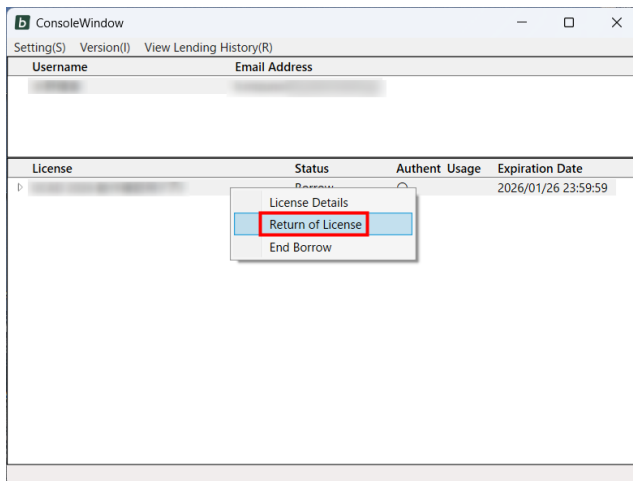 ConsoleWindow
Setting(S) Version(I) View Lending History(R)
Username Email Address
License Status Authent Usage Expiration Date
Borrow 2026/01/26 23:59:59
License Details
Return of License
End Borrow